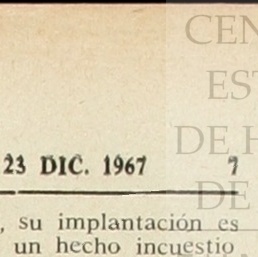 CEN
EST
23 DIC. 1967 7
DE H
DE
, su implantación es
un hecho incuestio